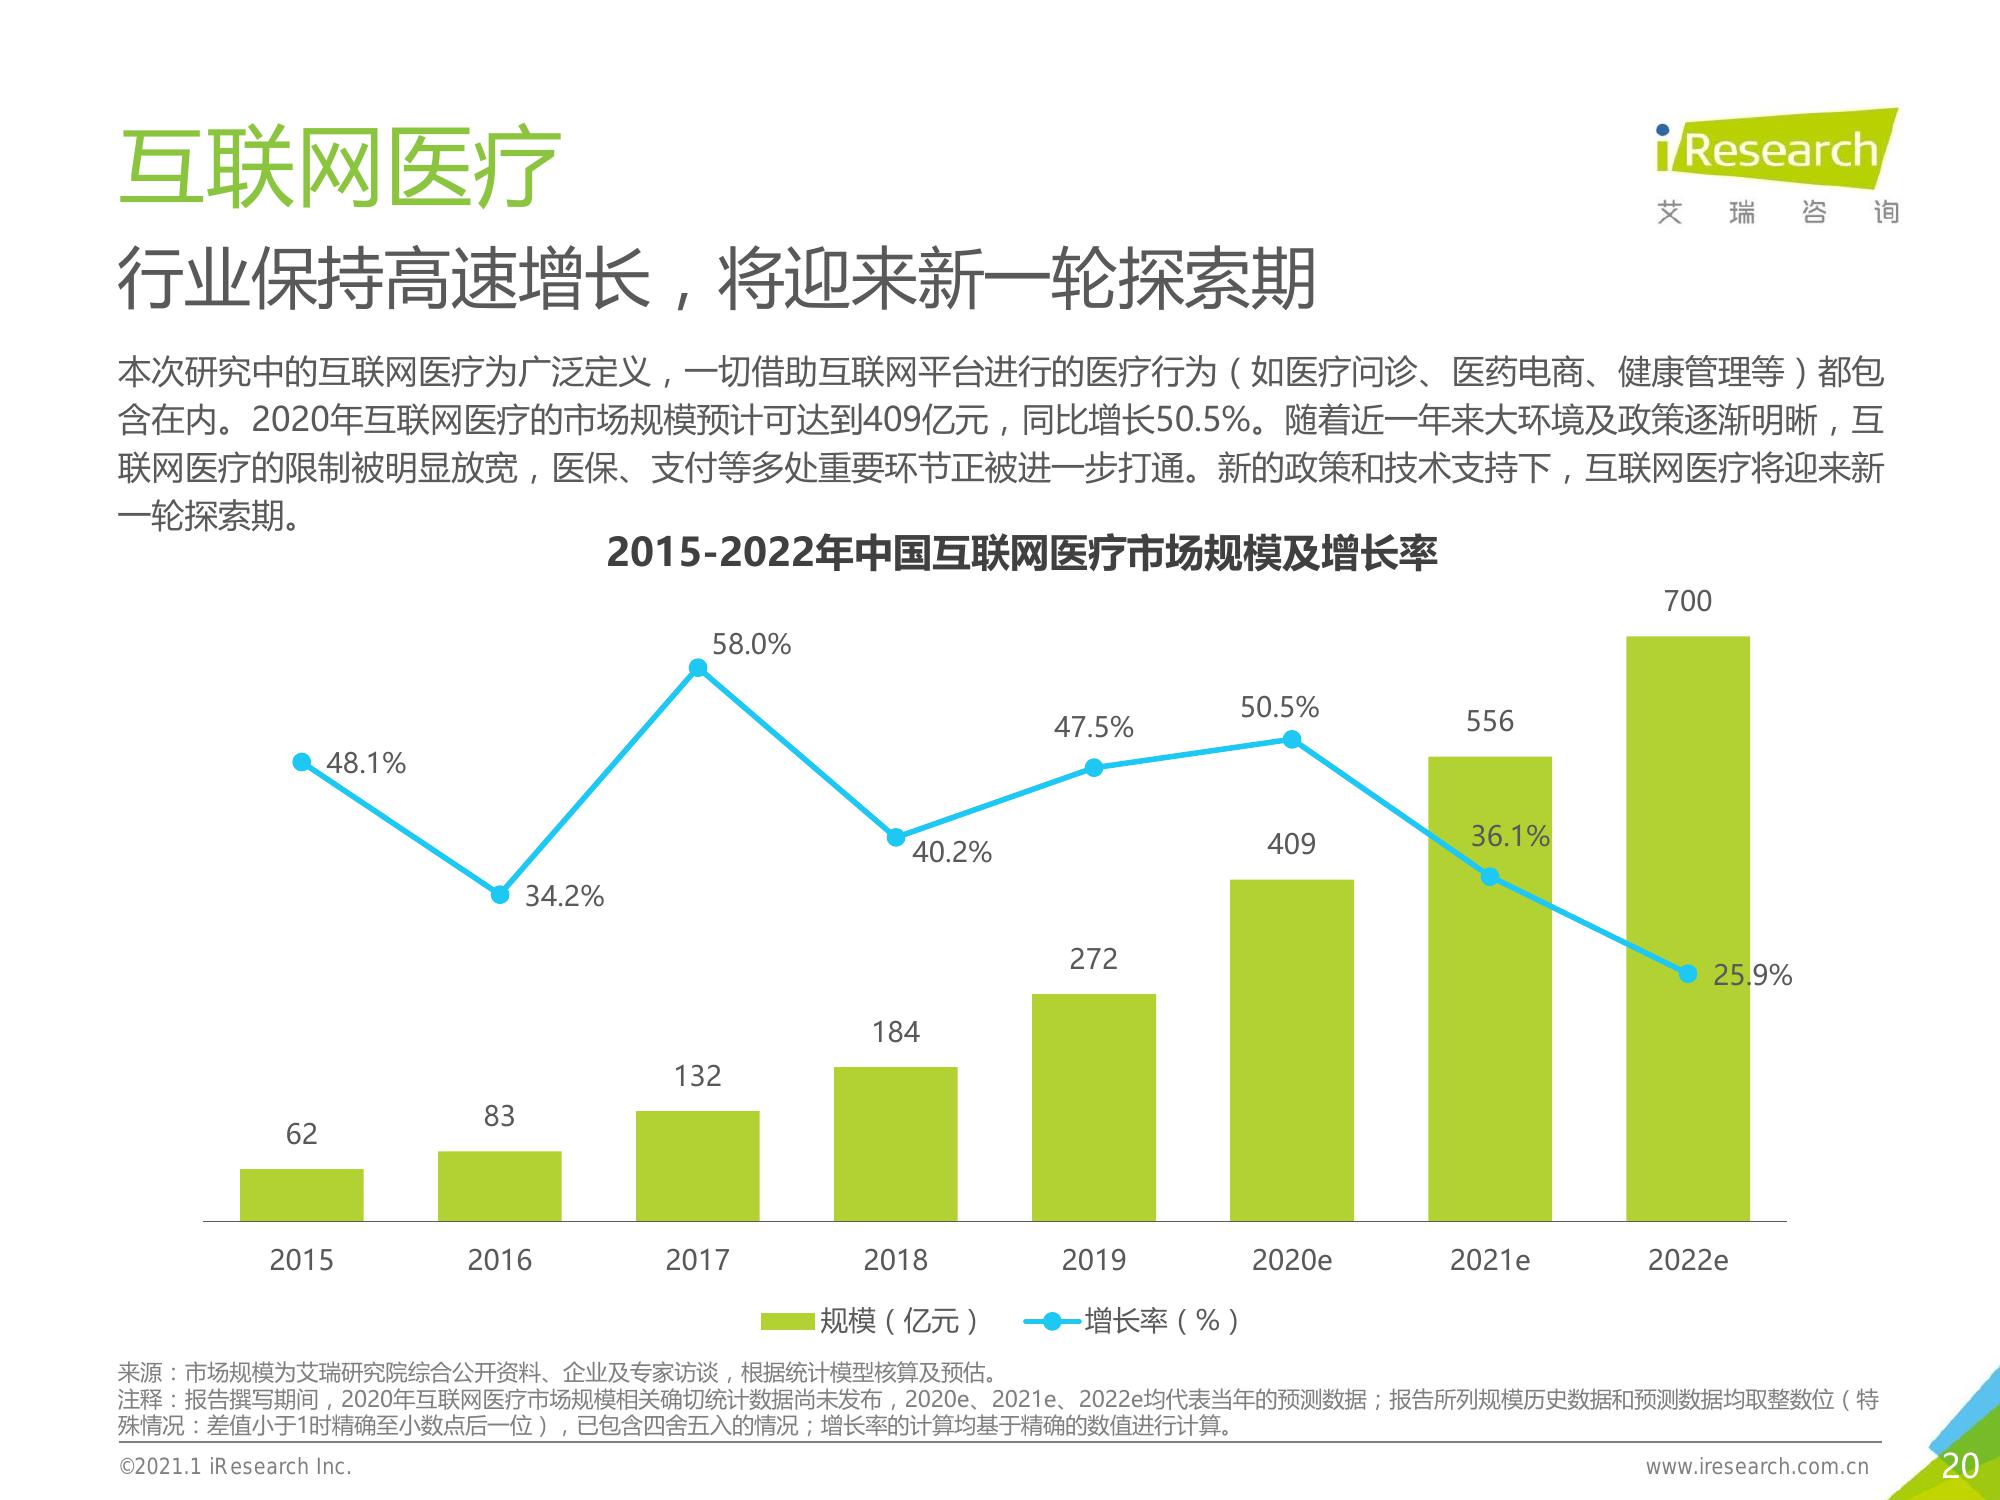 互联网医疗
iResearch
艾瑞咨询
行业保持高速增长，将迎来新一轮探索期
本次研究中的互联网医疗为广泛定义，一切借助互联网平台进行的医疗行为（如医疗问诊、医药电商、健康管理等）都包
含在内。2020年互联网医疗的市场规模预计可达到409亿元，同比增长50.5%。随着近一年来大环境及政策逐渐明晰，互
联网医疗的限制被明显放宽，医保、支付等多处重要环节正被进一步打通。新的政策和技术支持下，互联网医疗将迎来新
一轮探索期。
2015-2022年中国互联网医疗市场规模及增长率
700
58.0%
50.5%
556
47.5%
48.1%
36.1%
409
40.2%
34.2%
272
25.9%
184
132
83
62
2015 2016 2017 2018 2019 2020e 2021e 2022e
规模（亿元） 增长率（%）
来源：市场规模为艾瑞研究院综合公开资料、企业及专家访谈，根据统计模型核算及预估。
注释：报告撰写期间，2020年互联网医疗市场规模相关确切统计数据尚未发布，2020e、2021e、2022e均代表当年的预测数据；报告所列规模历史数据和预测数据均取整数位（特
殊情况：差值小于1时精确至小数点后一位），已包含四舍五入的情况；增长率的计算均基于精确的数值进行计算。
©2021.1 iResearch Inc.
www.iresearch.com.cn
20